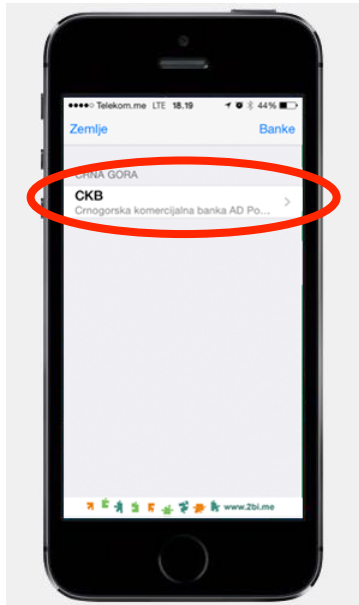 Telekom.me LTE 18.19 44%
Zemlje Banke
CRNA GORA
CKB
Crnogorska komercijalna banka AD Po...
www.2bi.me